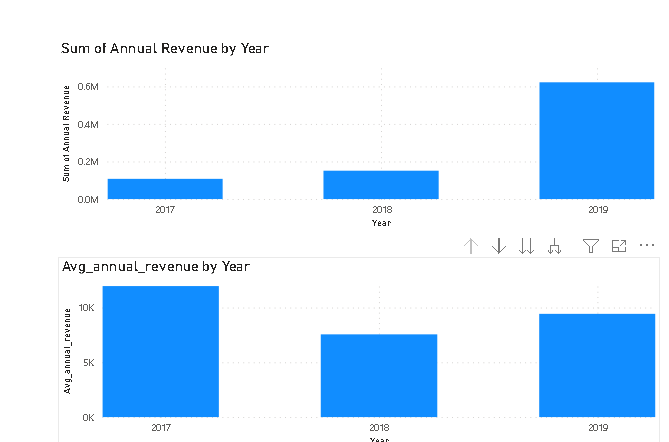 Sum of Annual Revenue by Year
Sum of Annual Revenue
0.6M
0.4M
0.2M
0.0M
2017 2018 2019
Year
Avg_annual_revenue by Year
Avg_annual_revenue
10K
5K
0K
2017 2018 2019
Year